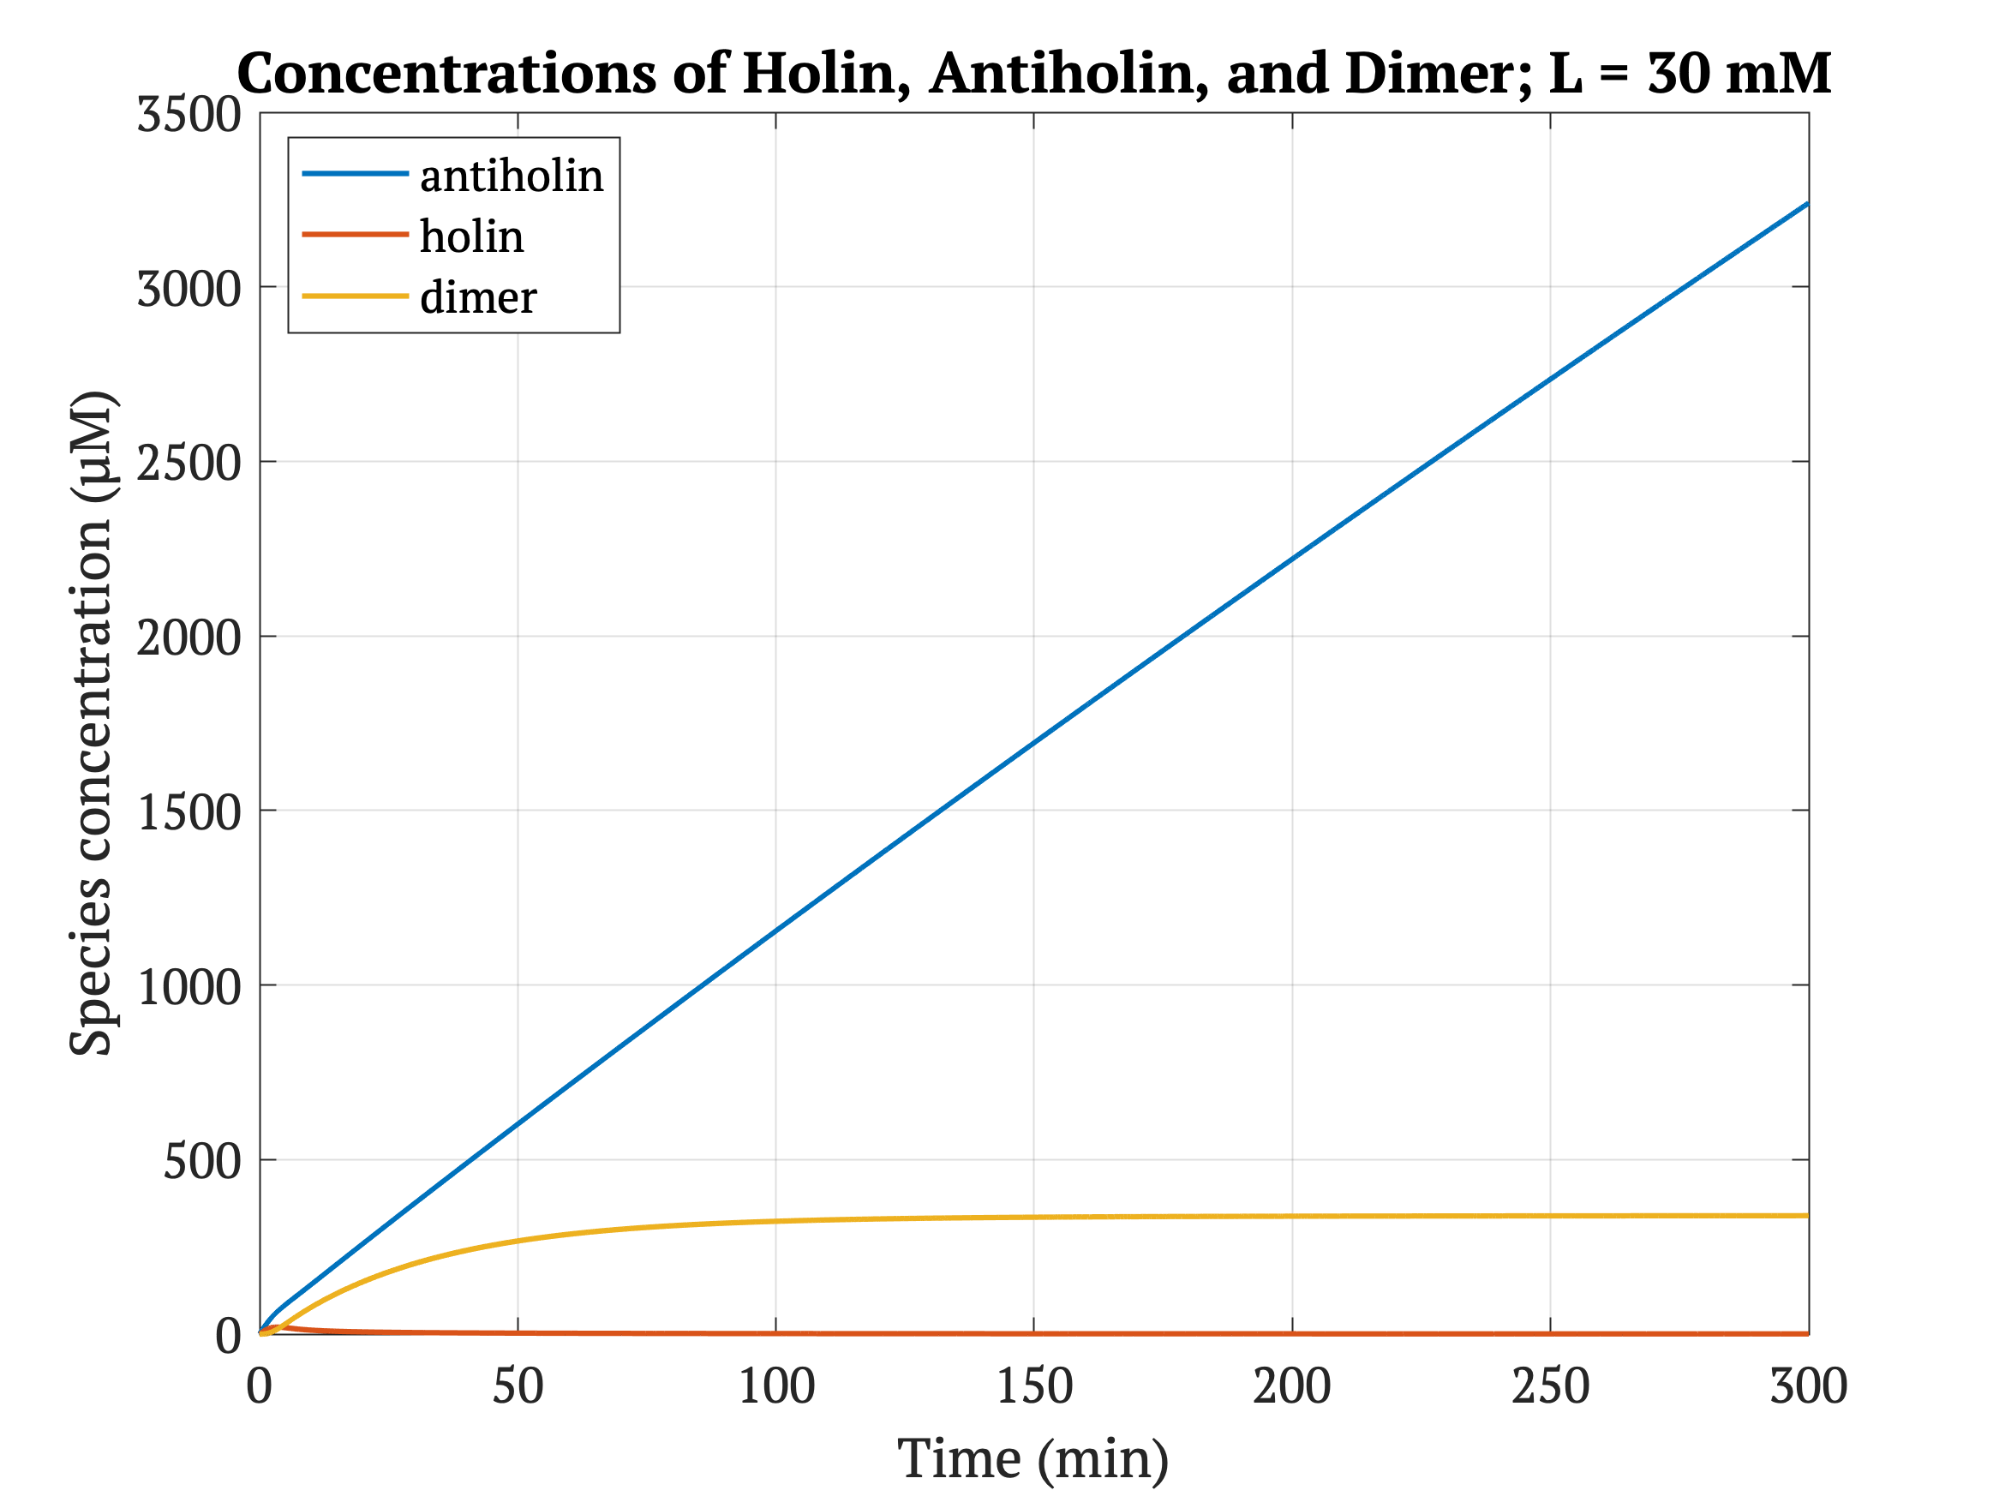 Concentrations of Holin, Antiholin, and Dimer; L = 30 mM
3500
antiholin
holin
3000
dimer
2500
2000
1500
1000
500
0
Species concentration (µM)
0 50 100 150 200 250 300
Time (min)